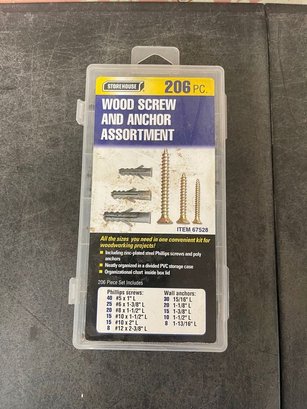 STOREHOUSE
206 PC.
WOOD SCREW
AND ANCHOR
ASSORTMENT
ITEM 67528
All the sizes you need in one convenient kit for
woodworking projects!
Including zinc-plated steel Phillips screws and poly
anchors
Neatly organized in a divided PVC storage case
Organizational chart inside box lid
206 Piece Set Includes
Phillips screws:
40 #5 x 1" L
25 #6 x 1-3/8" L
20 #8 x 1-1/2" L
15 #10 x 1-1/2" L
15 #10 x 2" L
8 #12 x 2-3/8" L
Wall anchors:
30 15/16" L
20 1-1/8" L
15 1-3/8" L
10 1-1/2" L
8 1-13/16" L